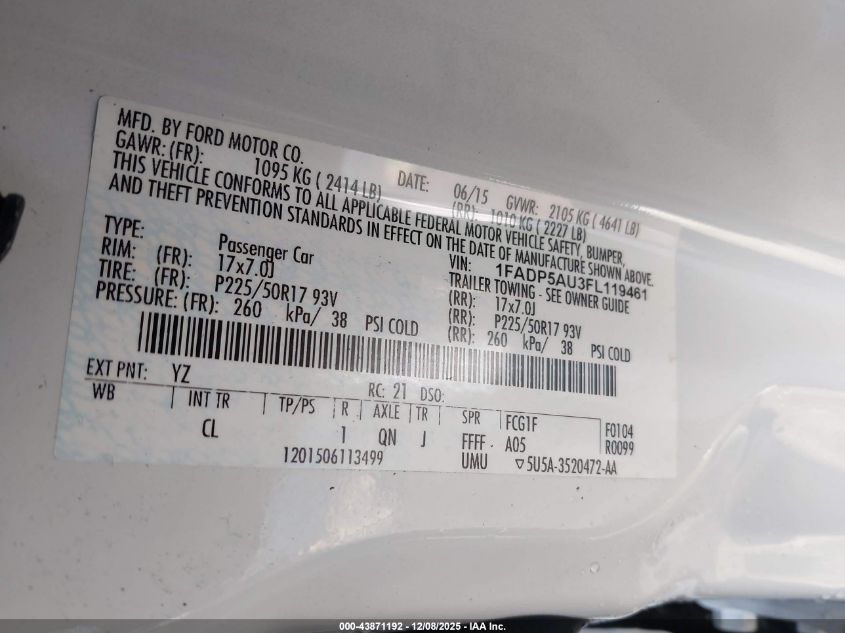 MFD. BY FORD MOTOR CO.
DATE: 06/15 GVWR: 2105 KG ( 4641 LB)
GAWR: (FR): 1095 KG ( 2414 LB) (RR): 1010 KG ( 2227 LB)
THIS VEHICLE CONFORMS TO ALL APPLICABLE FEDERAL MOTOR VEHICLE SAFETY, BUMPER,
AND THEFT PREVENTION STANDARDS IN EFFECT ON THE DATE OF MANUFACTURE SHOWN ABOVE.
VIN: 1FADP5AU3FL119461
TYPE: Passenger Car TRAILER TOWING - SEE OWNER GUIDE
RIM: (FR): 17x7.0J (RR): 17x7.0J
TIRE: (FR): P225/50R17 93V (RR): P225/50R17 93V
PRESSURE: (FR): 260 kPa/ 38 PSI COLD (RR): 260 kPa/ 38 PSI COLD
EXT PNT: YZ RC: 21 DSO:
WB INT TR TP/PS R AXLE TR SPR FCG1F F0104
CL 1 QN J FFFF A05 R0099
1201506113499 UMU ▽5U5A-3520472-AA
000-43871192 - 12/08/2025 - IAA Inc.